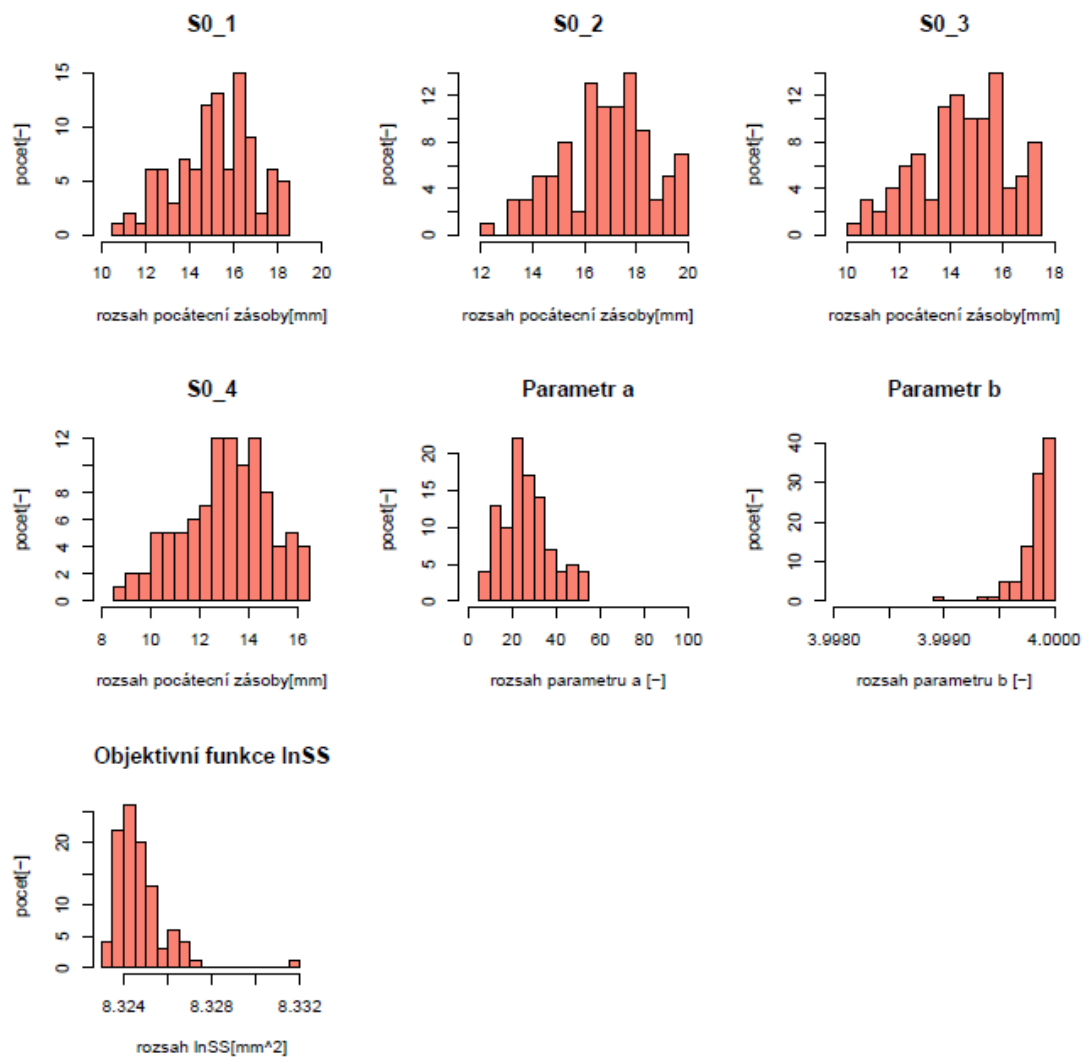 S0_1
S0_2
S0_3
pocet[−]
0 5 10 15
10 12 14 16 18 20
rozsah pocátecní zásoby[mm]
pocet[−]
0 4 8 12
12 14 16 18 20
rozsah pocátecní zásoby[mm]
pocet[−]
0 4 8 12
10 12 14 16 18
rozsah pocátecní zásoby[mm]
S0_4
Parametr a
Parametr b
pocet[−]
0 2 4 6 8 12
8 10 12 14 16
rozsah pocátecní zásoby[mm]
pocet[−]
0 5 10 20
0 20 40 60 80 100
rozsah parametru a [−]
pocet[−]
0 10 20 30 40
3.9980 3.9990 4.0000
rozsah parametru b [−]
Objektivní funkce lnSS
pocet[−]
0 5 10 20
8.324 8.328 8.332
rozsah lnSS[mm^2]